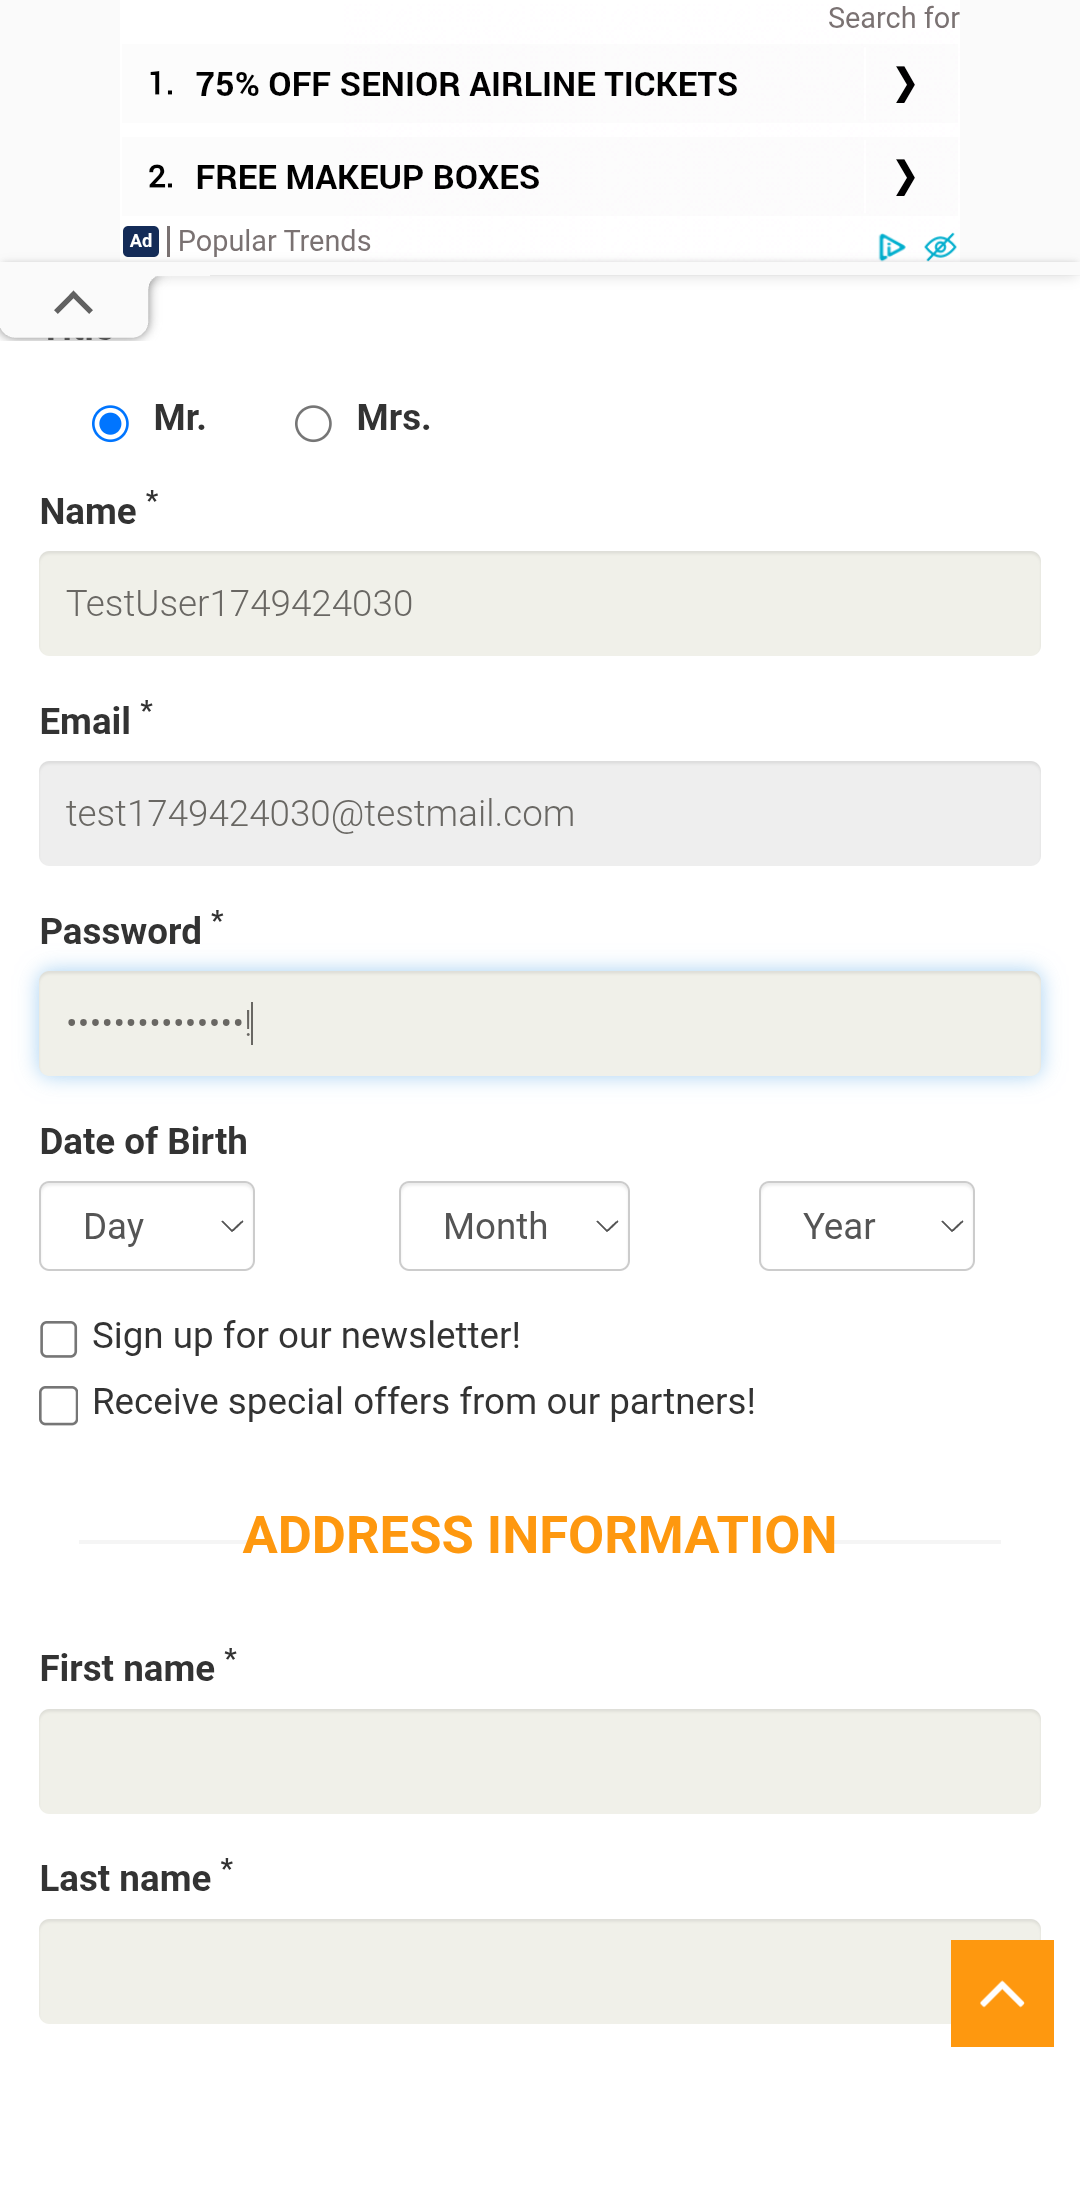 Search for
1. 75% OFF SENIOR AIRLINE TICKETS ❯
2. FREE MAKEUP BOXES ❯
Ad | Popular Trends
Mr. Mrs.
Name *
TestUser1749424030
Email *
test1749424030@testmail.com
Password *
•••••••••••••••!
Date of Birth
Day Month Year
Sign up for our newsletter!
Receive special offers from our partners!
ADDRESS INFORMATION
First name *
Last name *